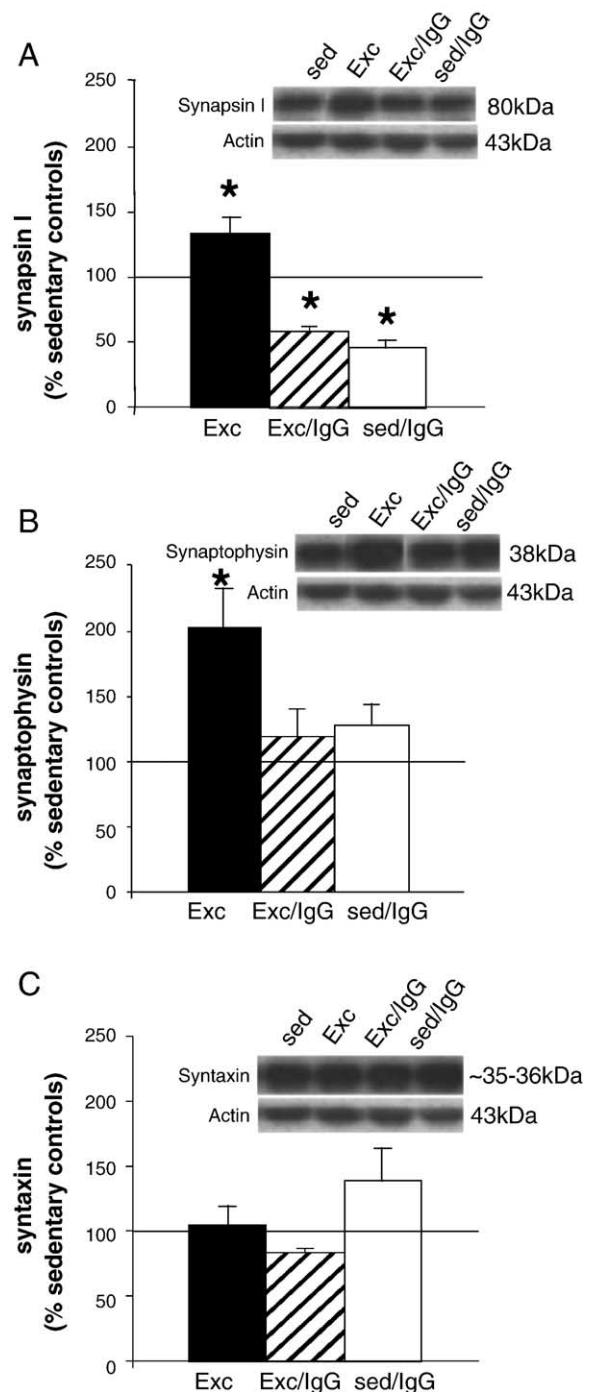 A
sed Exc Exc/IgG sed/IgG
Synapsin I 80kDa
Actin 43kDa
synapsin I
(% sedentary controls)
250
200
150
100
50
0
*
*
*
Exc Exc/IgG sed/IgG
B
sed Exc Exc/IgG sed/IgG
Synaptophysin 38kDa
Actin 43kDa
synaptophysin
(% sedentary controls)
250
200
150
100
50
0
*
Exc Exc/IgG sed/IgG
C
sed Exc Exc/IgG sed/IgG
Syntaxin ~35-36kDa
Actin 43kDa
syntaxin
(% sedentary controls)
250
200
150
100
50
0
Exc Exc/IgG sed/IgG